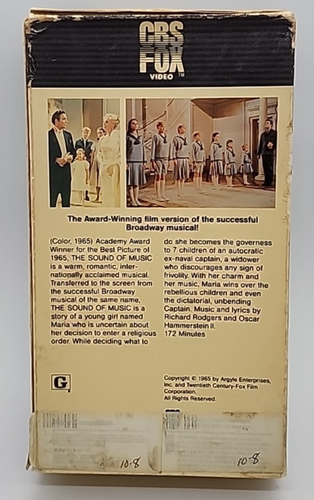 CBS
FOX
VIDEO
TM
The Award-Winning film version of the successful
Broadway musical!
(Color, 1965) Academy Award
Winner for the Best Picture of
1965, THE SOUND OF MUSIC
is a warm, romantic, inter-
nationally acclaimed musical.
Transferred to the screen from
the successful Broadway
musical of the same name,
THE SOUND OF MUSIC is a
story of a young girl named
Maria who is uncertain about
her decision to enter a religious
order. While deciding what to
do she becomes the governess
to 7 children of an autocratic
ex-naval captain, a widower
who discourages any sign of
frivolity. With her charm and
her music, Maria wins over the
rebellious children and even
the dictatorial, unbending
Captain. Music and lyrics by
Richard Rodgers and Oscar
Hammerstein II.
172 Minutes
G
Copyright © 1965 by Argyle Enterprises,
Inc. and Twentieth Century-Fox Film
Corporation.
All Rights Reserved.
10-8
10-8